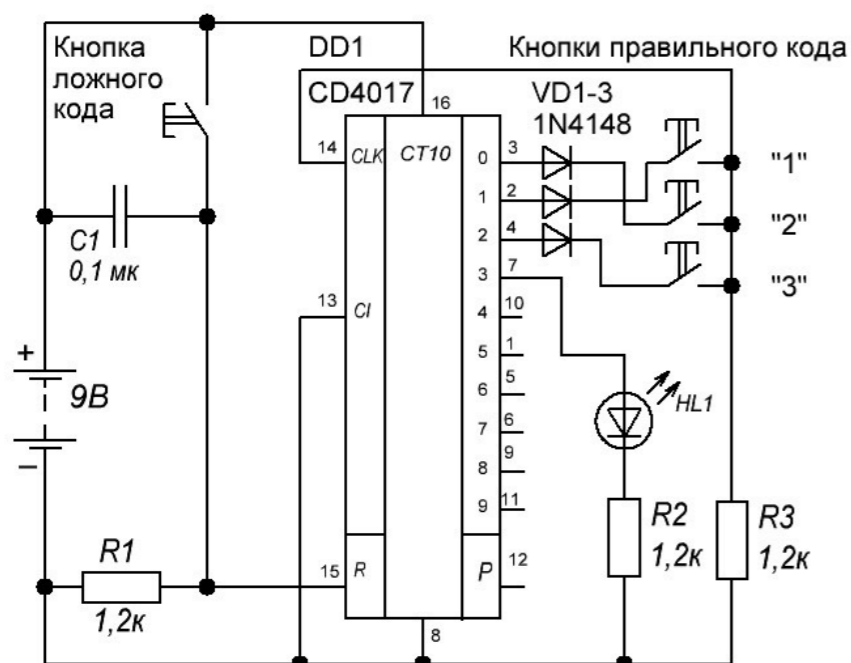 Кнопка
ложного
кода
DD1
CD4017
Кнопки правильного кода
VD1-3
1N4148
16
14
CLK
CT10
0
3
"1"
1
2
"2"
2
4
"3"
3
7
C1
0,1 мк
13
CI
4
10
5
1
6
5
7
6
8
9
9
11
+
9В
−
HL1
R1
1,2к
15
R
P
12
8
R2
1,2к
R3
1,2к